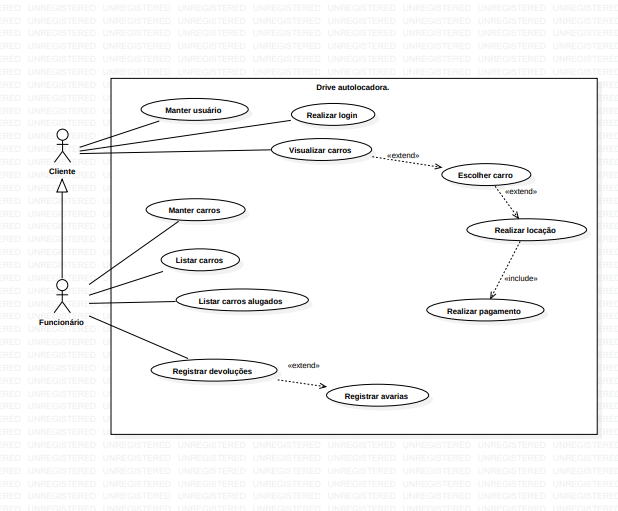 Drive autolocadora.
Manter usuário
Realizar login
Visualizar carros
«extend»
Cliente
Escolher carro
«extend»
Manter carros
Realizar locação
Listar carros
«include»
Listar carros alugados
Realizar pagamento
Funcionário
Registrar devoluções
«extend»
Registrar avarias